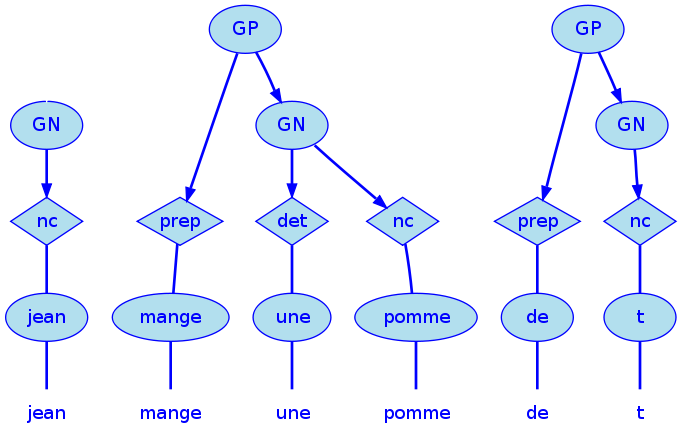 GP GP
GN GN GN
nc prep det nc prep nc
jean mange une pomme de t
jean mange une pomme de t